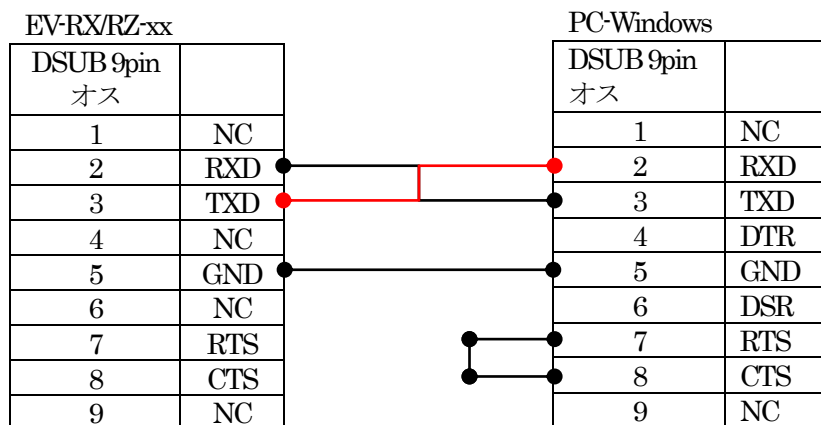 EV-RX/RZ-xx
DSUB 9pin
オス
1 NC
2 RXD
3 TXD
4 NC
5 GND
6 NC
7 RTS
8 CTS
9 NC
PC-Windows
DSUB 9pin
オス
1 NC
2 RXD
3 TXD
4 DTR
5 GND
6 DSR
7 RTS
8 CTS
9 NC